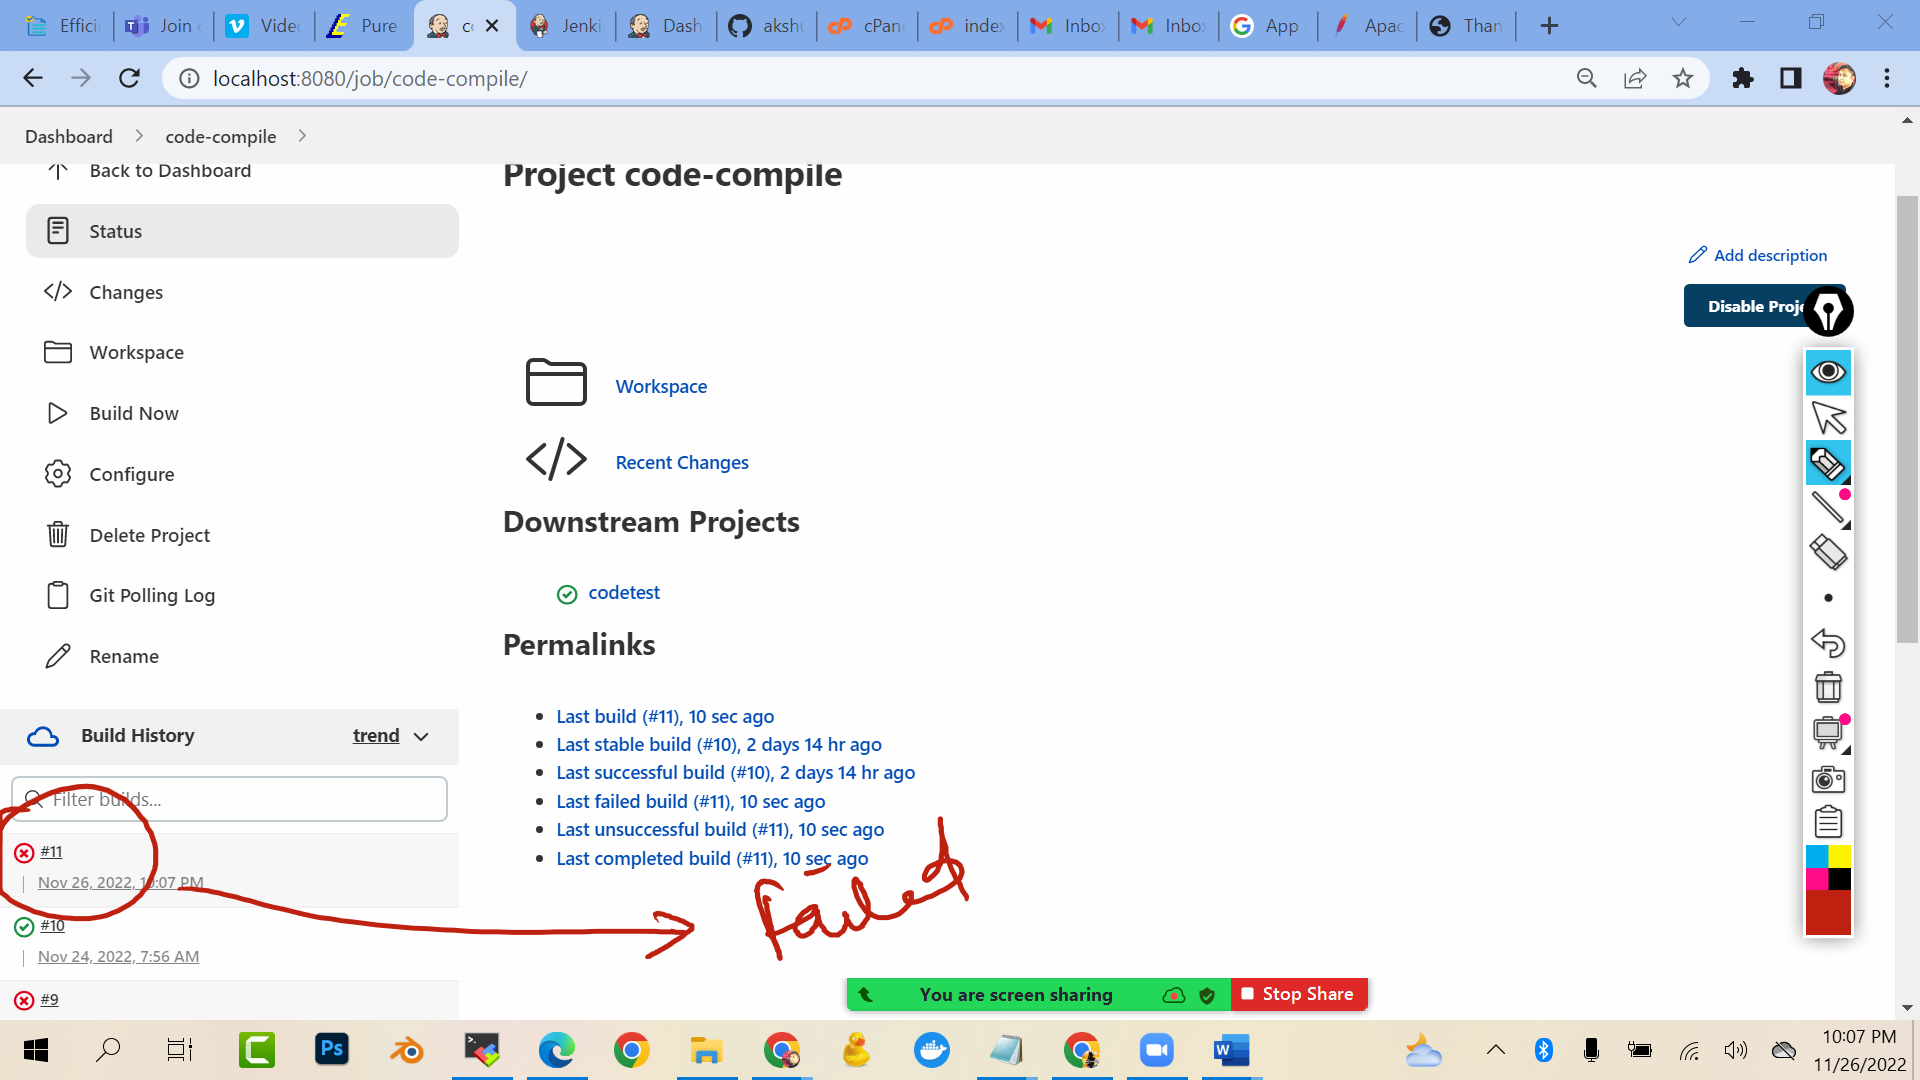 Effici
Join
Video
Pure
Jenki
Dash
akshu
cPan
index
Inbox
Inbox
App
Apac
Than
localhost:8080/job/code-compile/
Dashboard
code-compile
Back to Dashboard
Status
Changes
Workspace
Build Now
Configure
Delete Project
Git Polling Log
Rename
Build History
trend
Filter builds...
#11
Nov 26, 2022, 10:07 PM
#10
Nov 24, 2022, 7:56 AM
#9
Project code-compile
Add description
Disable Proje
Workspace
Recent Changes
Downstream Projects
codetest
Permalinks
Last build (#11), 10 sec ago
Last stable build (#10), 2 days 14 hr ago
Last successful build (#10), 2 days 14 hr ago
Last failed build (#11), 10 sec ago
Last unsuccessful build (#11), 10 sec ago
Last completed build (#11), 10 sec ago
Failed
You are screen sharing
Stop Share
Ps
W
10:07 PM
11/26/2022